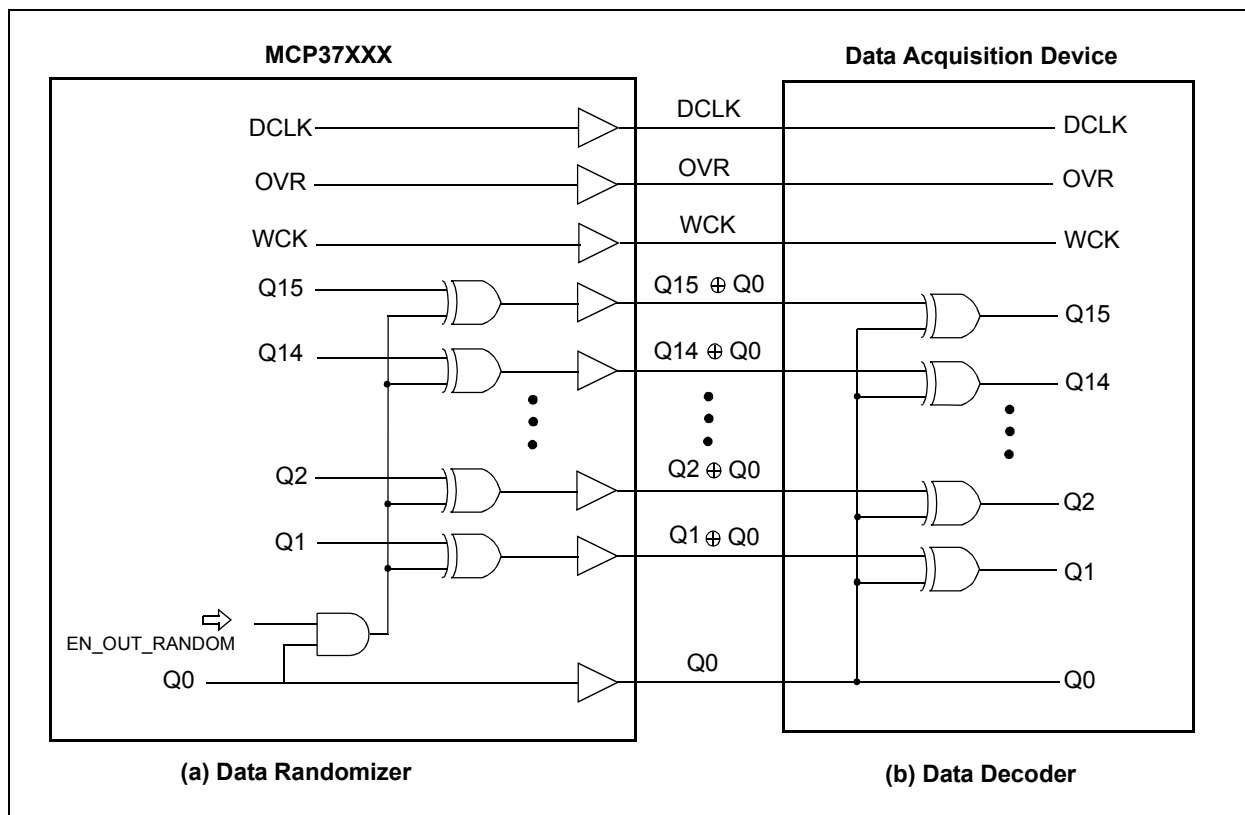 MCP37XXX
Data Acquisition Device
DCLK
DCLK
DCLK
OVR
OVR
OVR
WCK
WCK
WCK
Q15
Q15 ⊕ Q0
Q15
Q14
Q14 ⊕ Q0
Q14
Q2
Q2 ⊕ Q0
Q2
Q1
Q1 ⊕ Q0
Q1
EN_OUT_RANDOM
Q0
Q0
Q0
(a) Data Randomizer
(b) Data Decoder